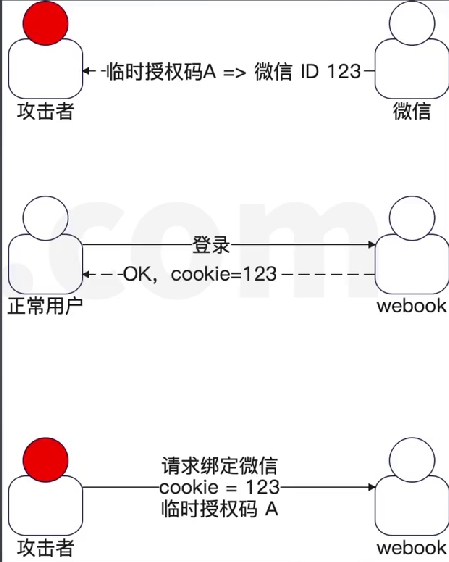 临时授权码A => 微信 ID 123
攻击者
微信
.com
登录
OK，cookie=123
正常用户
webook
请求绑定微信
cookie = 123
临时授权码 A
攻击者
webook